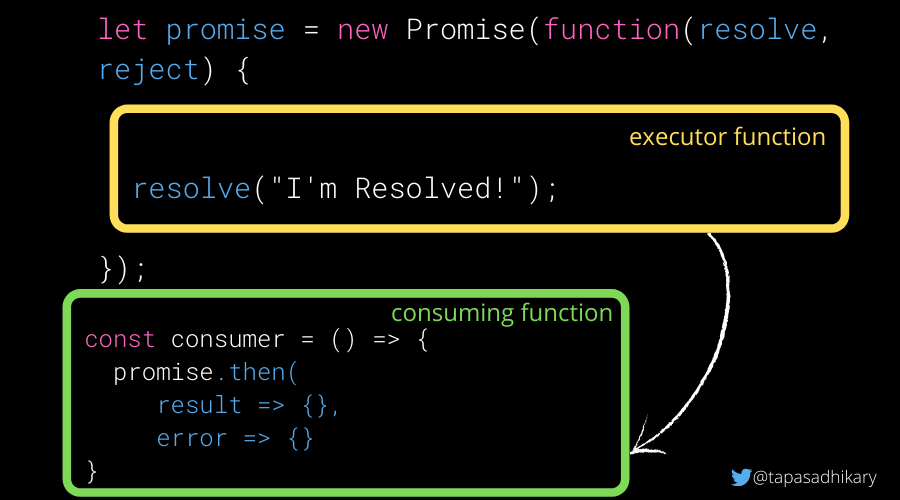 let promise = new Promise(function(resolve,
reject) {
executor function
resolve("I'm Resolved!");
});
consuming function
const consumer = () => {
promise.then(
result => {},
error => {}
}
@tapasadhikary